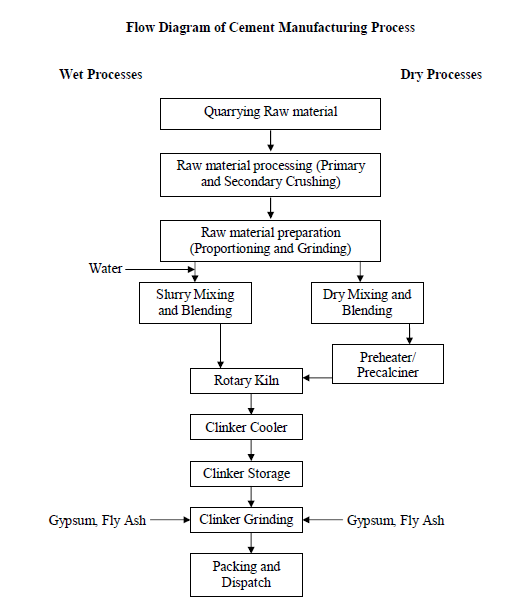 Flow Diagram of Cement Manufacturing Process
Wet Processes
Dry Processes
Quarrying Raw material
Raw material processing (Primary
and Secondary Crushing)
Raw material preparation
(Proportioning and Grinding)
Water
Slurry Mixing
and Blending
Dry Mixing and
Blending
Preheater/
Precalciner
Rotary Kiln
Clinker Cooler
Clinker Storage
Gypsum, Fly Ash
Clinker Grinding
Gypsum, Fly Ash
Packing and
Dispatch